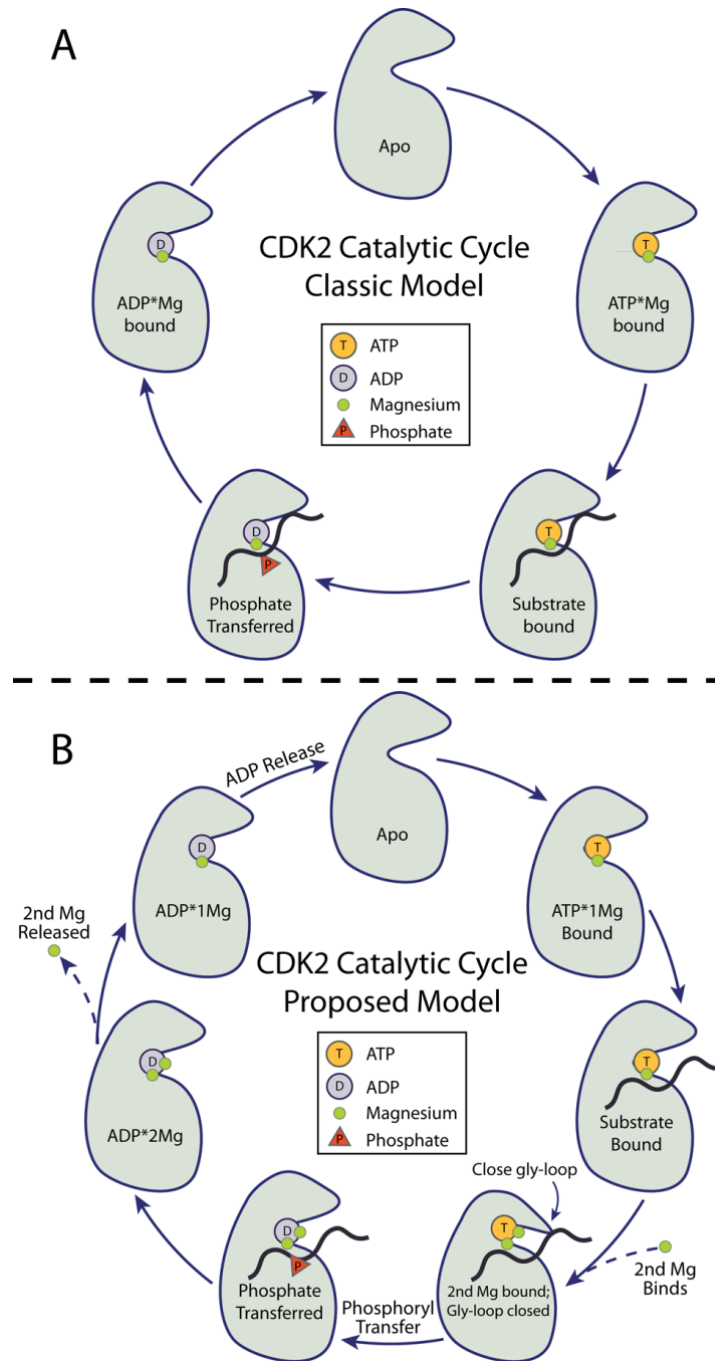 A
Apo
ATP*Mg
bound
Substrate
bound
P
D
Phosphate
Transferred
D
ADP*Mg
bound
T
T
CDK2 Catalytic Cycle
Classic Model
T ATP
D ADP
Magnesium
P Phosphate
B
ADP Release
Apo
T
ATP*1Mg
Bound
T
Substrate
Bound
2nd Mg
Binds
Close gly-loop
T
2nd Mg bound;
Gly-loop closed
Phosphoryl
Transfer
D
P
Phosphate
Transferred
D
ADP*2Mg
2nd Mg
Released
D
ADP*1Mg
CDK2 Catalytic Cycle
Proposed Model
T ATP
D ADP
Magnesium
P Phosphate